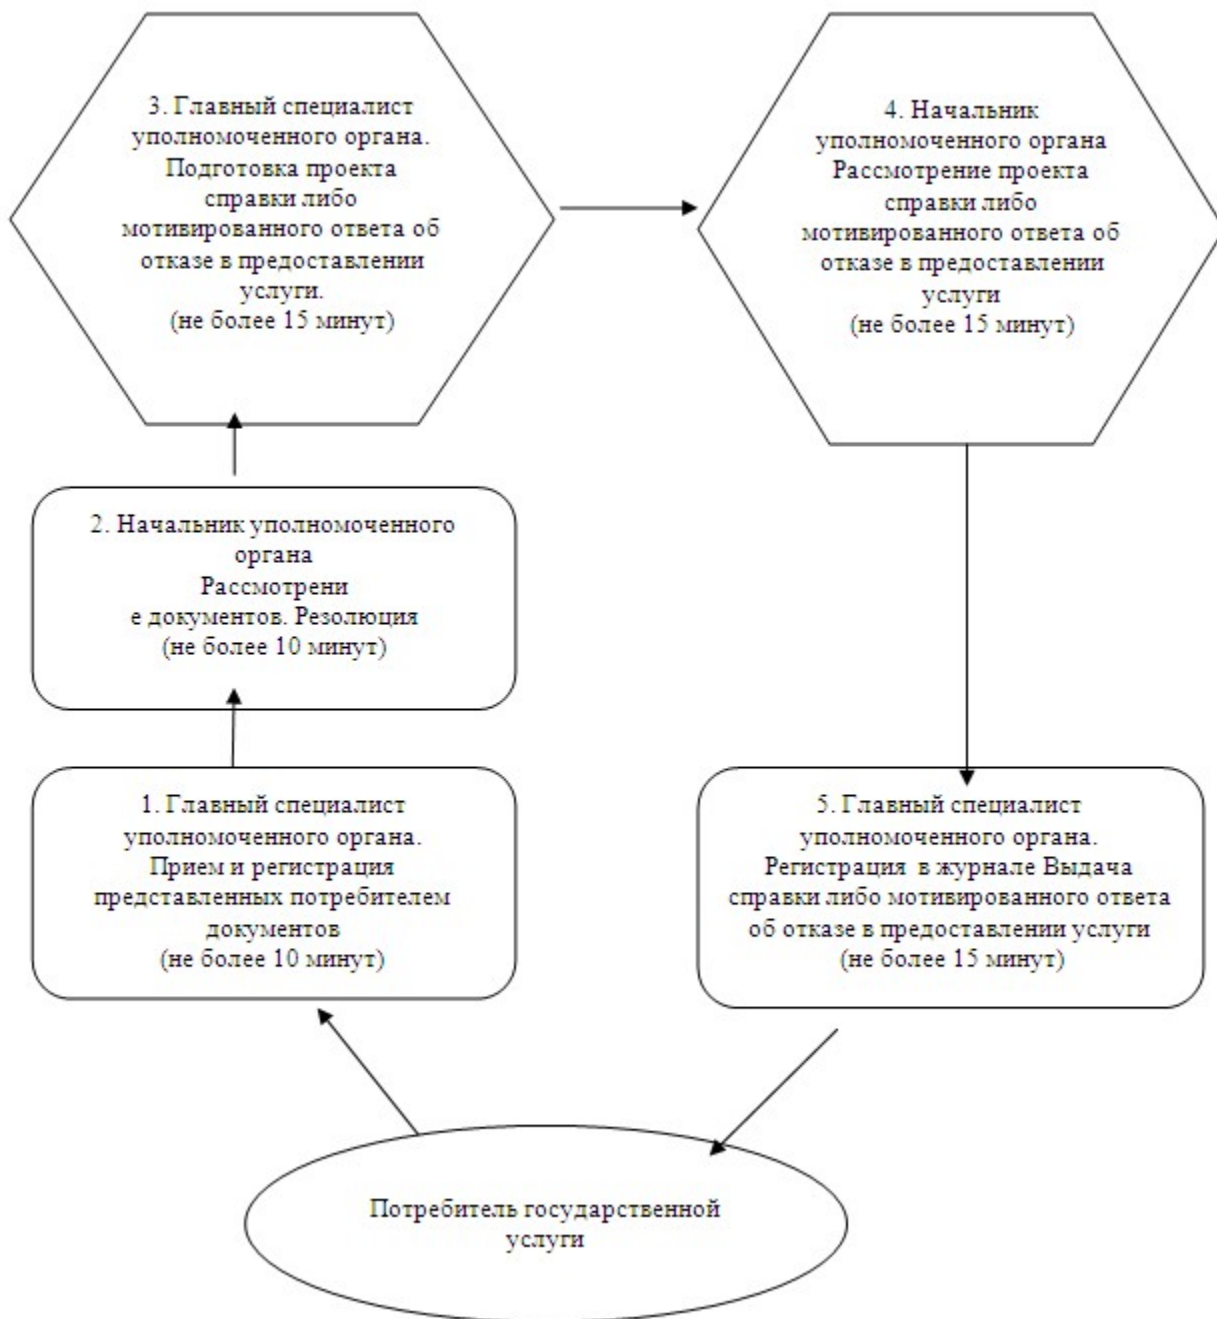 3. Главный специалист
уполномоченного органа.
Подготовка проекта
справки либо
мотивированного ответа об
отказе в предоставлении
услуги.
(не более 15 минут)
4. Начальник
уполномоченного органа
Рассмотрение проекта
справки либо
мотивированного ответа об
отказе в предоставлении
услуги
(не более 15 минут)
2. Начальник уполномоченного
органа
Рассмотрени
е документов. Резолюция
(не более 10 минут)
1. Главный специалист
уполномоченного органа.
Прием и регистрация
представленных потребителем
документов
(не более 10 минут)
5. Главный специалист
уполномоченного органа.
Регистрация в журнале Выдача
справки либо мотивированного ответа
об отказе в предоставлении услуги
(не более 15 минут)
Потребитель государственной
услуги